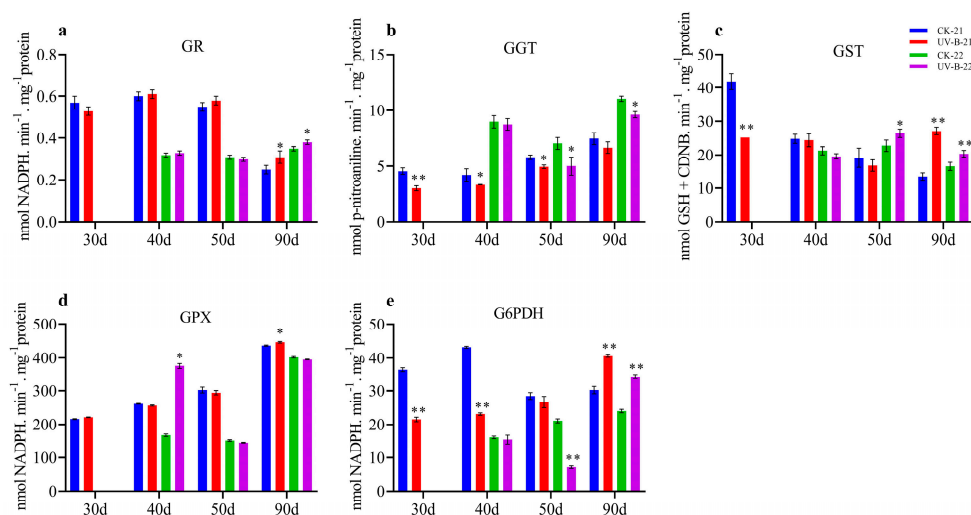 a
GR
nmol NADPH. min⁻¹. mg⁻¹protein
0.8
0.6
0.4
0.2
0.0
*
*
30d 40d 50d 90d
b
GGT
nmol p-nitroaniline. min⁻¹. mg⁻¹protein
15
10
5
0
**
*
*
*
*
30d 40d 50d 90d
c
GST
nmol GSH + CDNB. min⁻¹. mg⁻¹protein
50
40
30
20
10
0
**
*
**
**
30d 40d 50d 90d
CK-21
UV-B-21
CK-22
UV-B-22
d
GPX
nmol NADPH. min⁻¹. mg⁻¹protein
500
400
300
200
100
0
*
*
30d 40d 50d 90d
e
G6PDH
nmol NADPH. min⁻¹. mg⁻¹protein
50
40
30
20
10
0
**
**
**
**
**
30d 40d 50d 90d